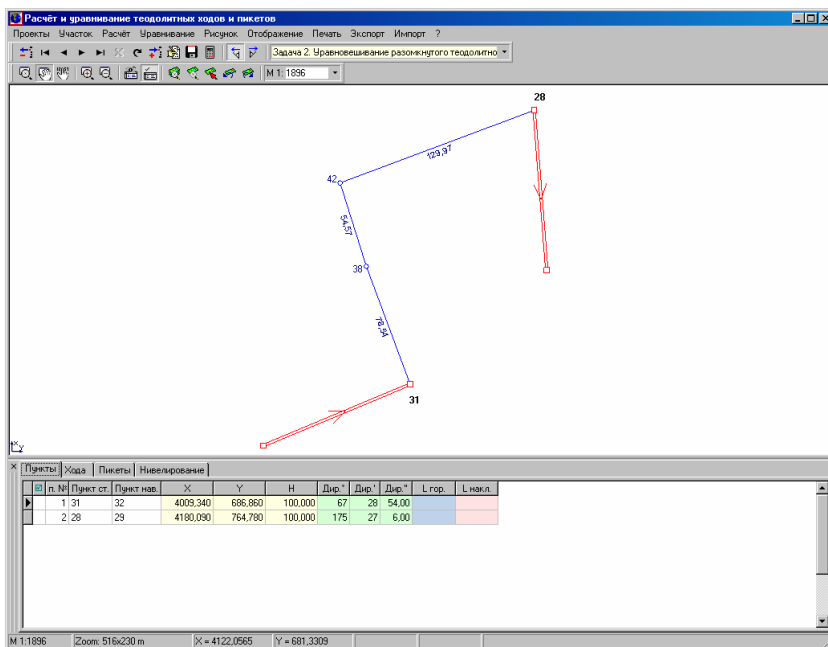 Расчёт и уравнивание теодолитных ходов и пикетов
Проекты Участок Расчёт Уравнивание Рисунок Отображение Печать Экспорт Импорт ?
Задача 2. Уравновешивание разомкнутого теодолитно
М 1: 1896
28
129,97
42
54,57
38
78,54
31
x
y
Пункты Хода Пикеты Нивелирование
п. № Пункт ст. Пункт нав. X Y H Дир.° Дир.' Дир." L гор. L накл.
1 31 32 4009,340 686,860 100,000 67 28 54,00
2 28 29 4180,090 764,780 100,000 175 27 6,00
М 1:1896 Zoom: 516x230 m X = 4122,0565 Y = 681,3309